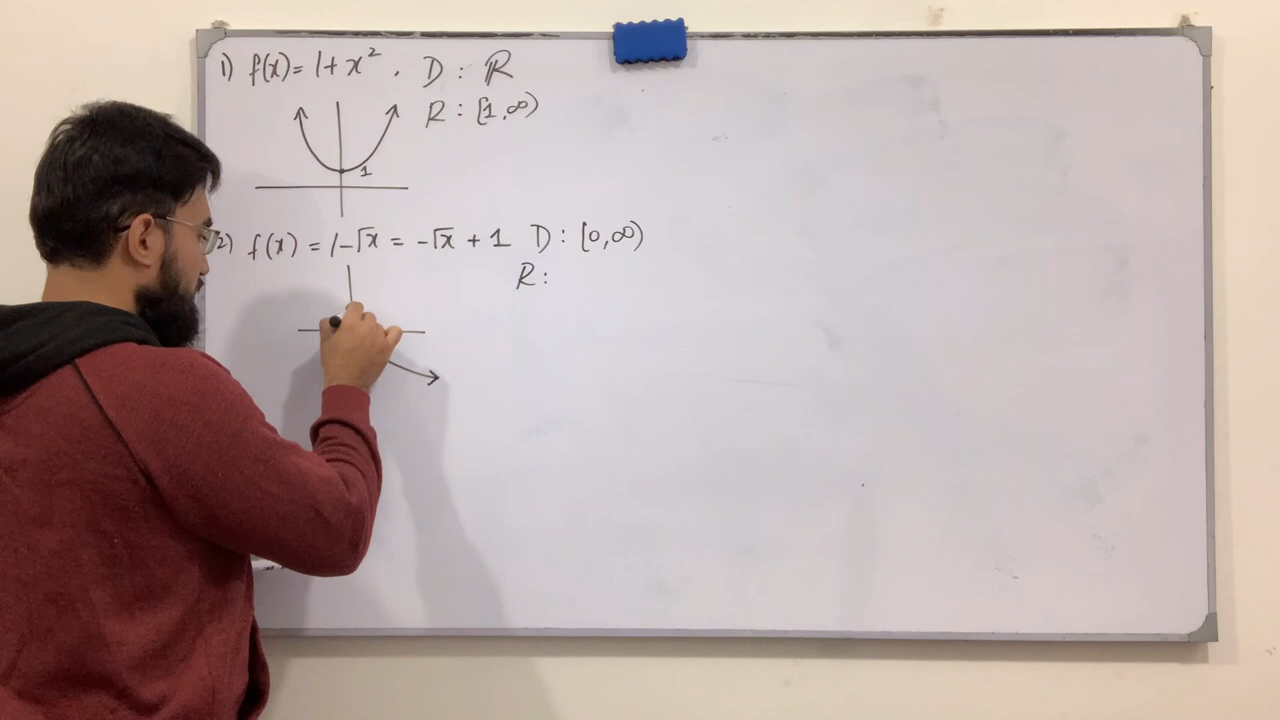 1) f(x) = 1 + x² . D : ℝ
R : [1,∞)
1
2) f(x) = 1-√x = -√x + 1 D : [0,∞)
R :